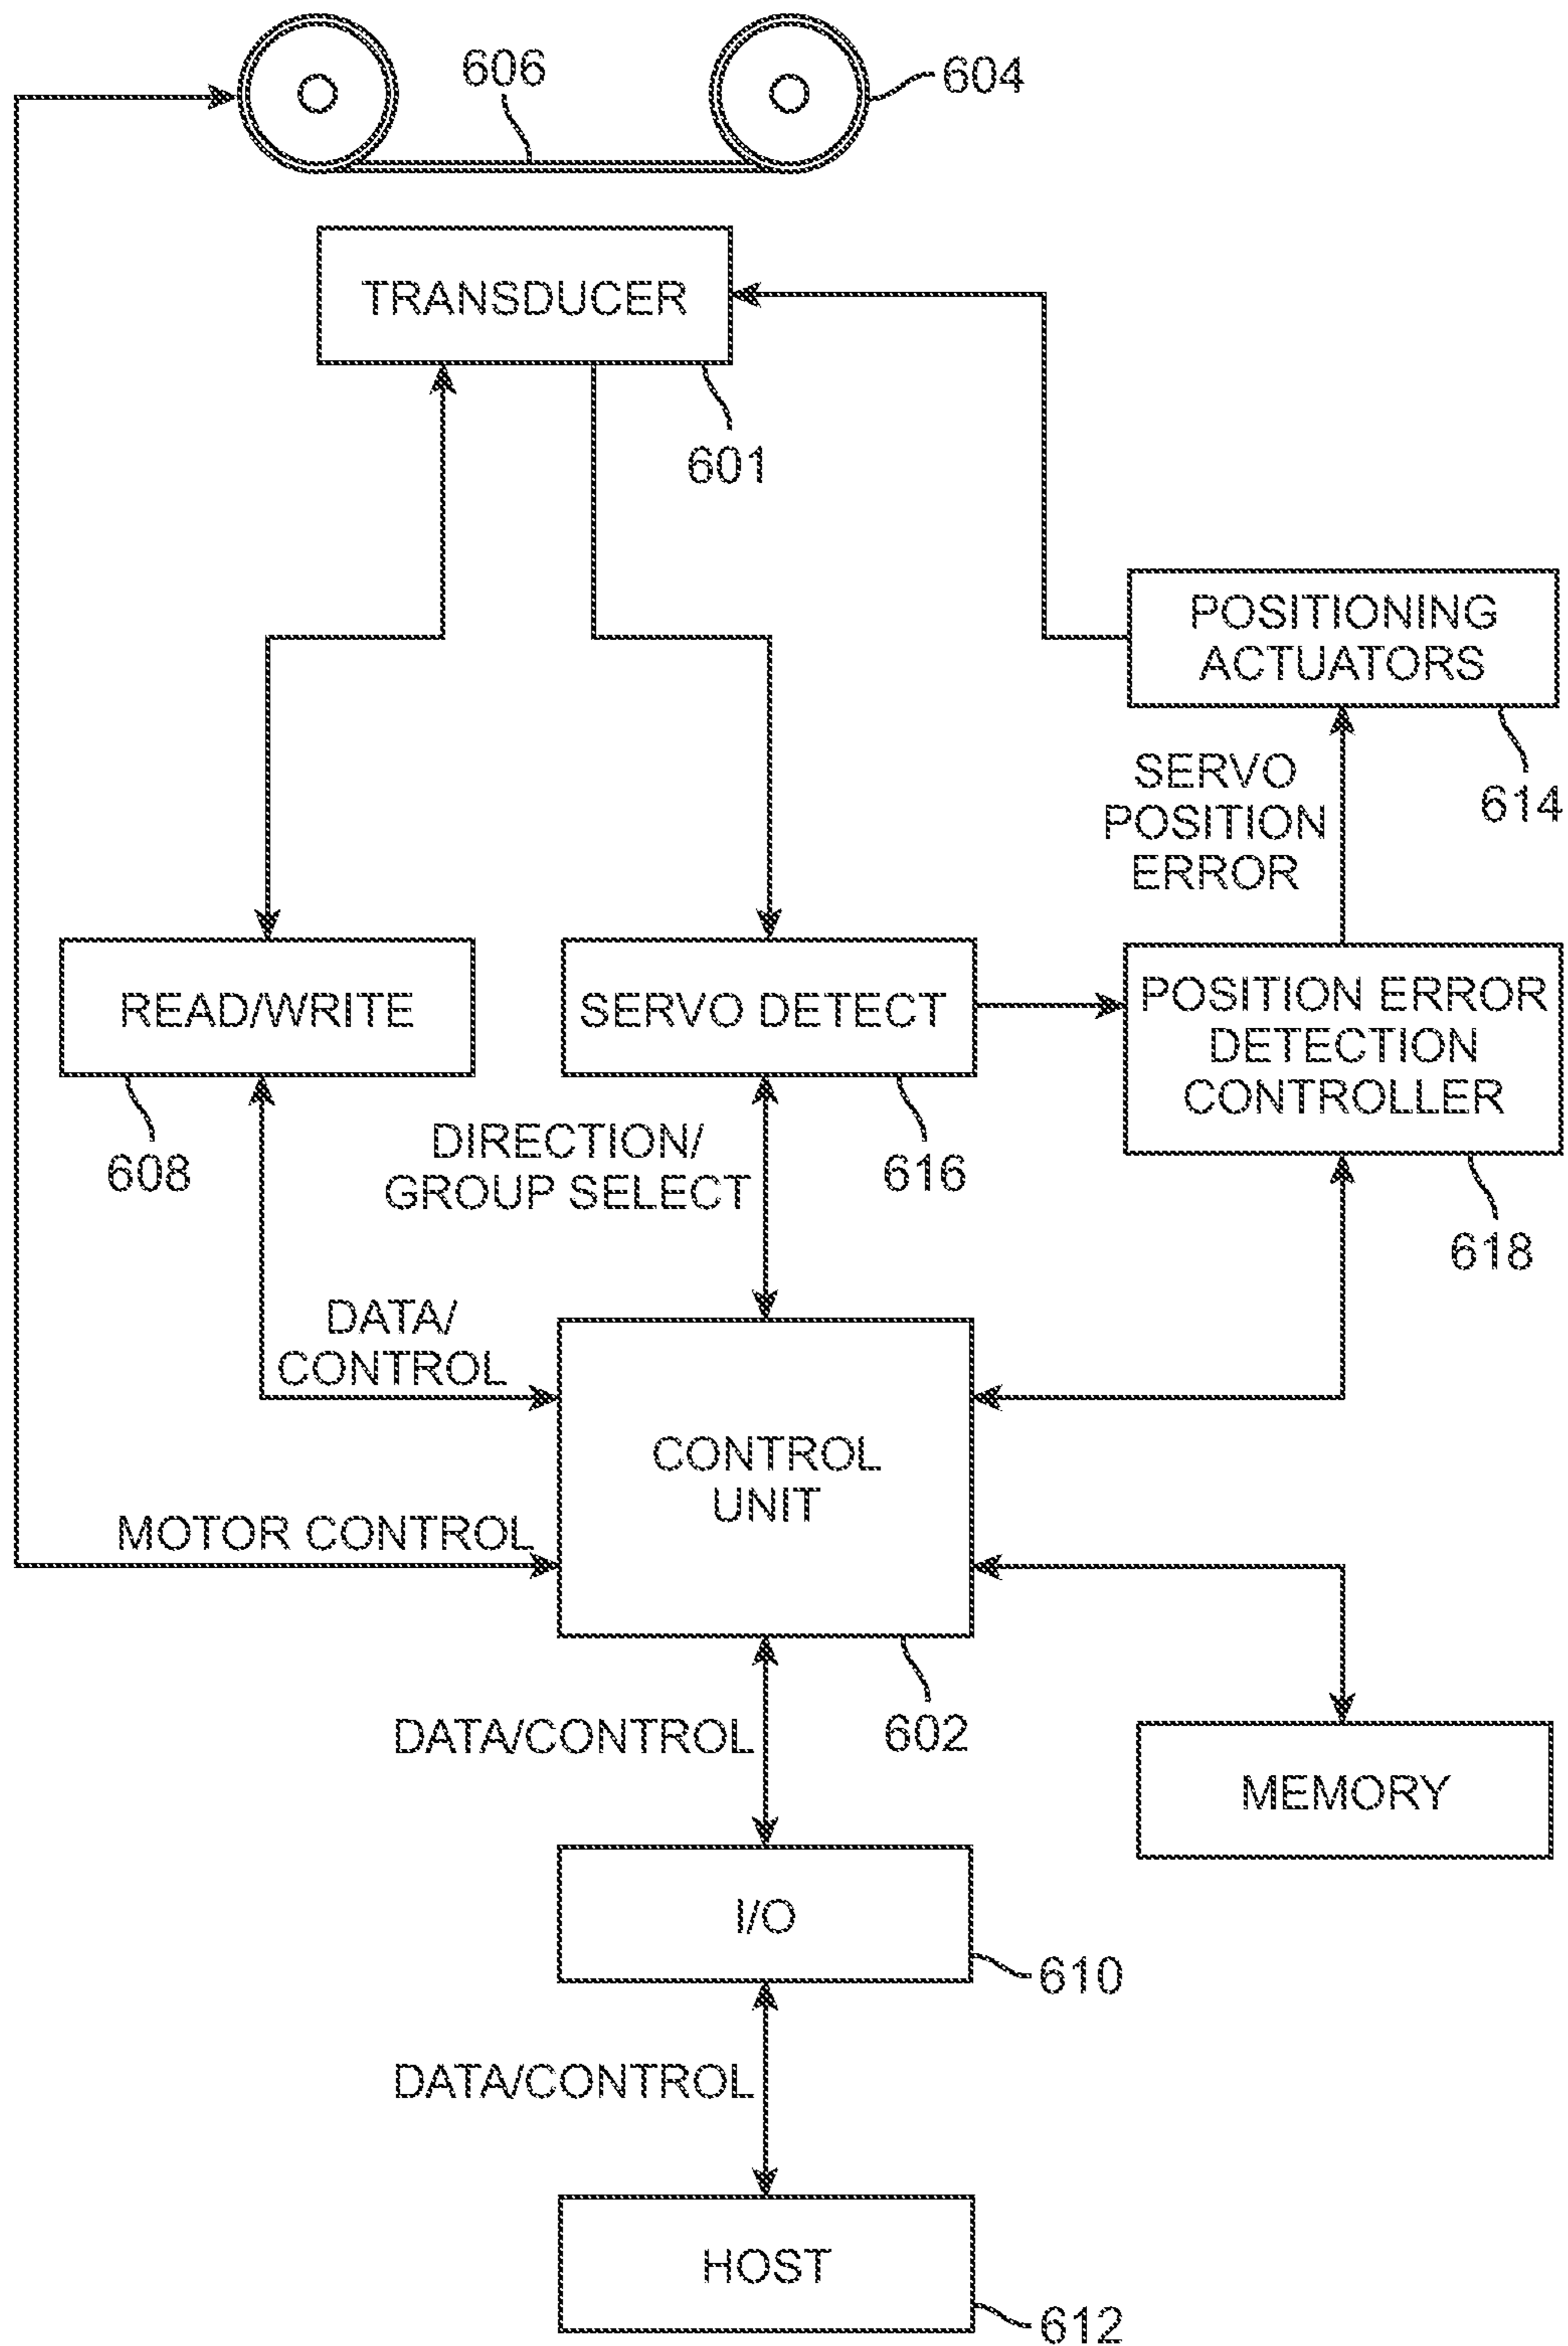 606
604
TRANSDUCER
601
POSITIONING
ACTUATORS
614
SERVO
POSITION
ERROR
READ/WRITE
608
SERVO DETECT
616
POSITION ERROR
DETECTION
CONTROLLER
618
DIRECTION/
GROUP SELECT
DATA/
CONTROL
CONTROL
UNIT
602
MOTOR CONTROL
DATA/CONTROL
MEMORY
I/O
610
DATA/CONTROL
HOST
612